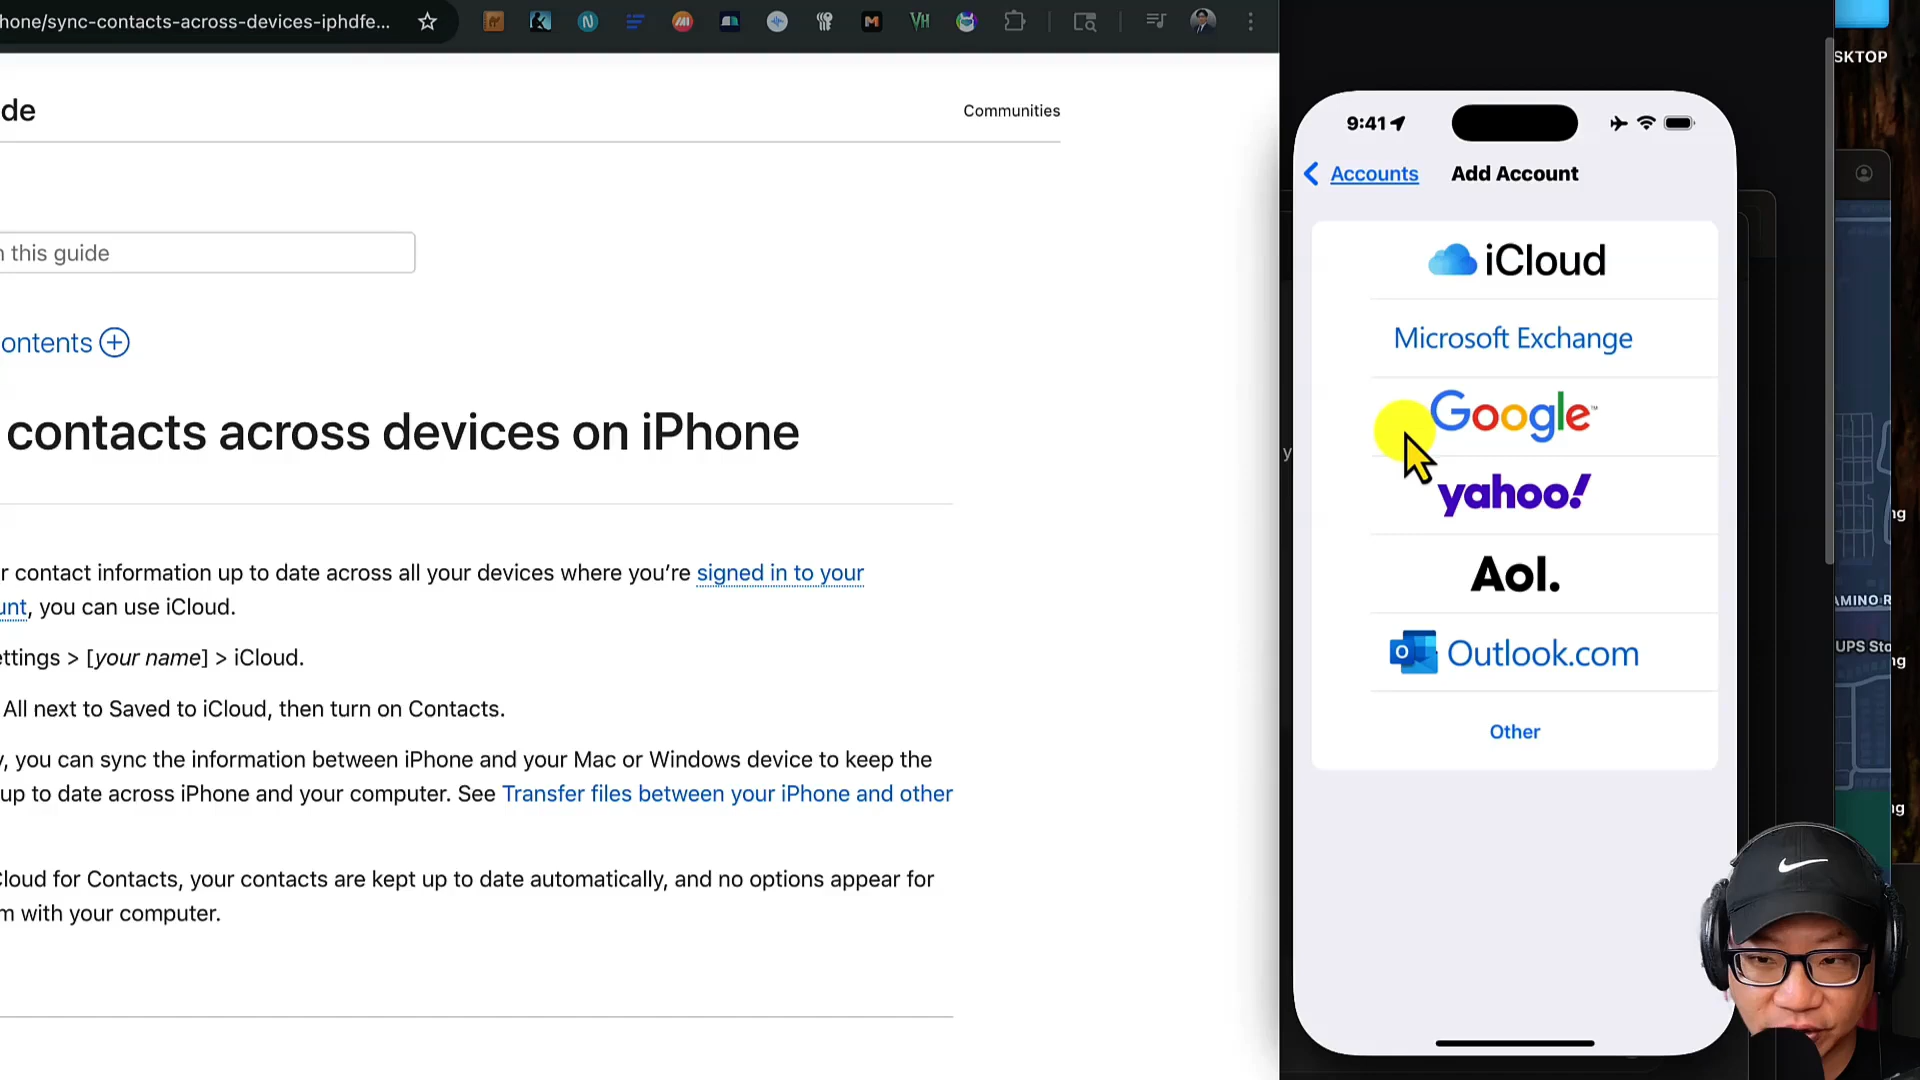 hone/sync-contacts-across-devices-iphdfe...
de
Communities
n this guide
ontents
contacts across devices on iPhone
r contact information up to date across all your devices where you're signed in to your
unt, you can use iCloud.
ettings > [your name] > iCloud.
All next to Saved to iCloud, then turn on Contacts.
y, you can sync the information between iPhone and your Mac or Windows device to keep the
up to date across iPhone and your computer. See Transfer files between your iPhone and other
Cloud for Contacts, your contacts are kept up to date automatically, and no options appear for
m with your computer.
9:41
Accounts
Add Account
iCloud
Microsoft Exchange
Google
yahoo!
Aol.
Outlook.com
Other
SKTOP
y
ng
AMINO R
UPS Sto
ng
ng